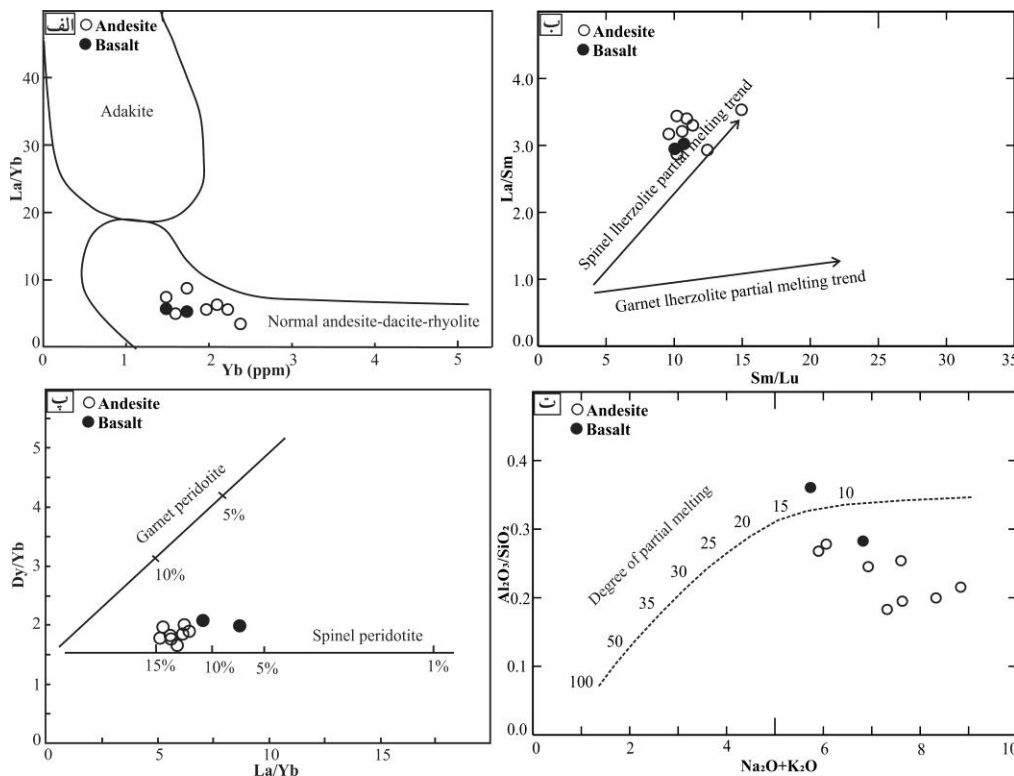 الف
Andesite
Basalt
Adakite
Normal andesite-dacite-rhyolite
La/Yb
40
30
20
10
0
0
1
2
3
4
5
Yb (ppm)
ب
Andesite
Basalt
Spinel lherzolite partial melting trend
Garnet lherzolite partial melting trend
La/Sm
5.0
4.0
3.0
2.0
1.0
0.0
0
5
10
15
20
25
30
35
Sm/Lu
پ
Andesite
Basalt
Garnet peridotite
5%
10%
Spinel peridotite
15%
10%
5%
1%
Dy/Yb
5
4
3
2
1
0
0
5
10
15
La/Yb
ت
Andesite
Basalt
Degree of partial melting
100
50
35
30
25
20
15
10
Al₂O₃/SiO₂
0.4
0.3
0.2
0.1
0.0
0
2
4
6
8
10
Na₂O+K₂O